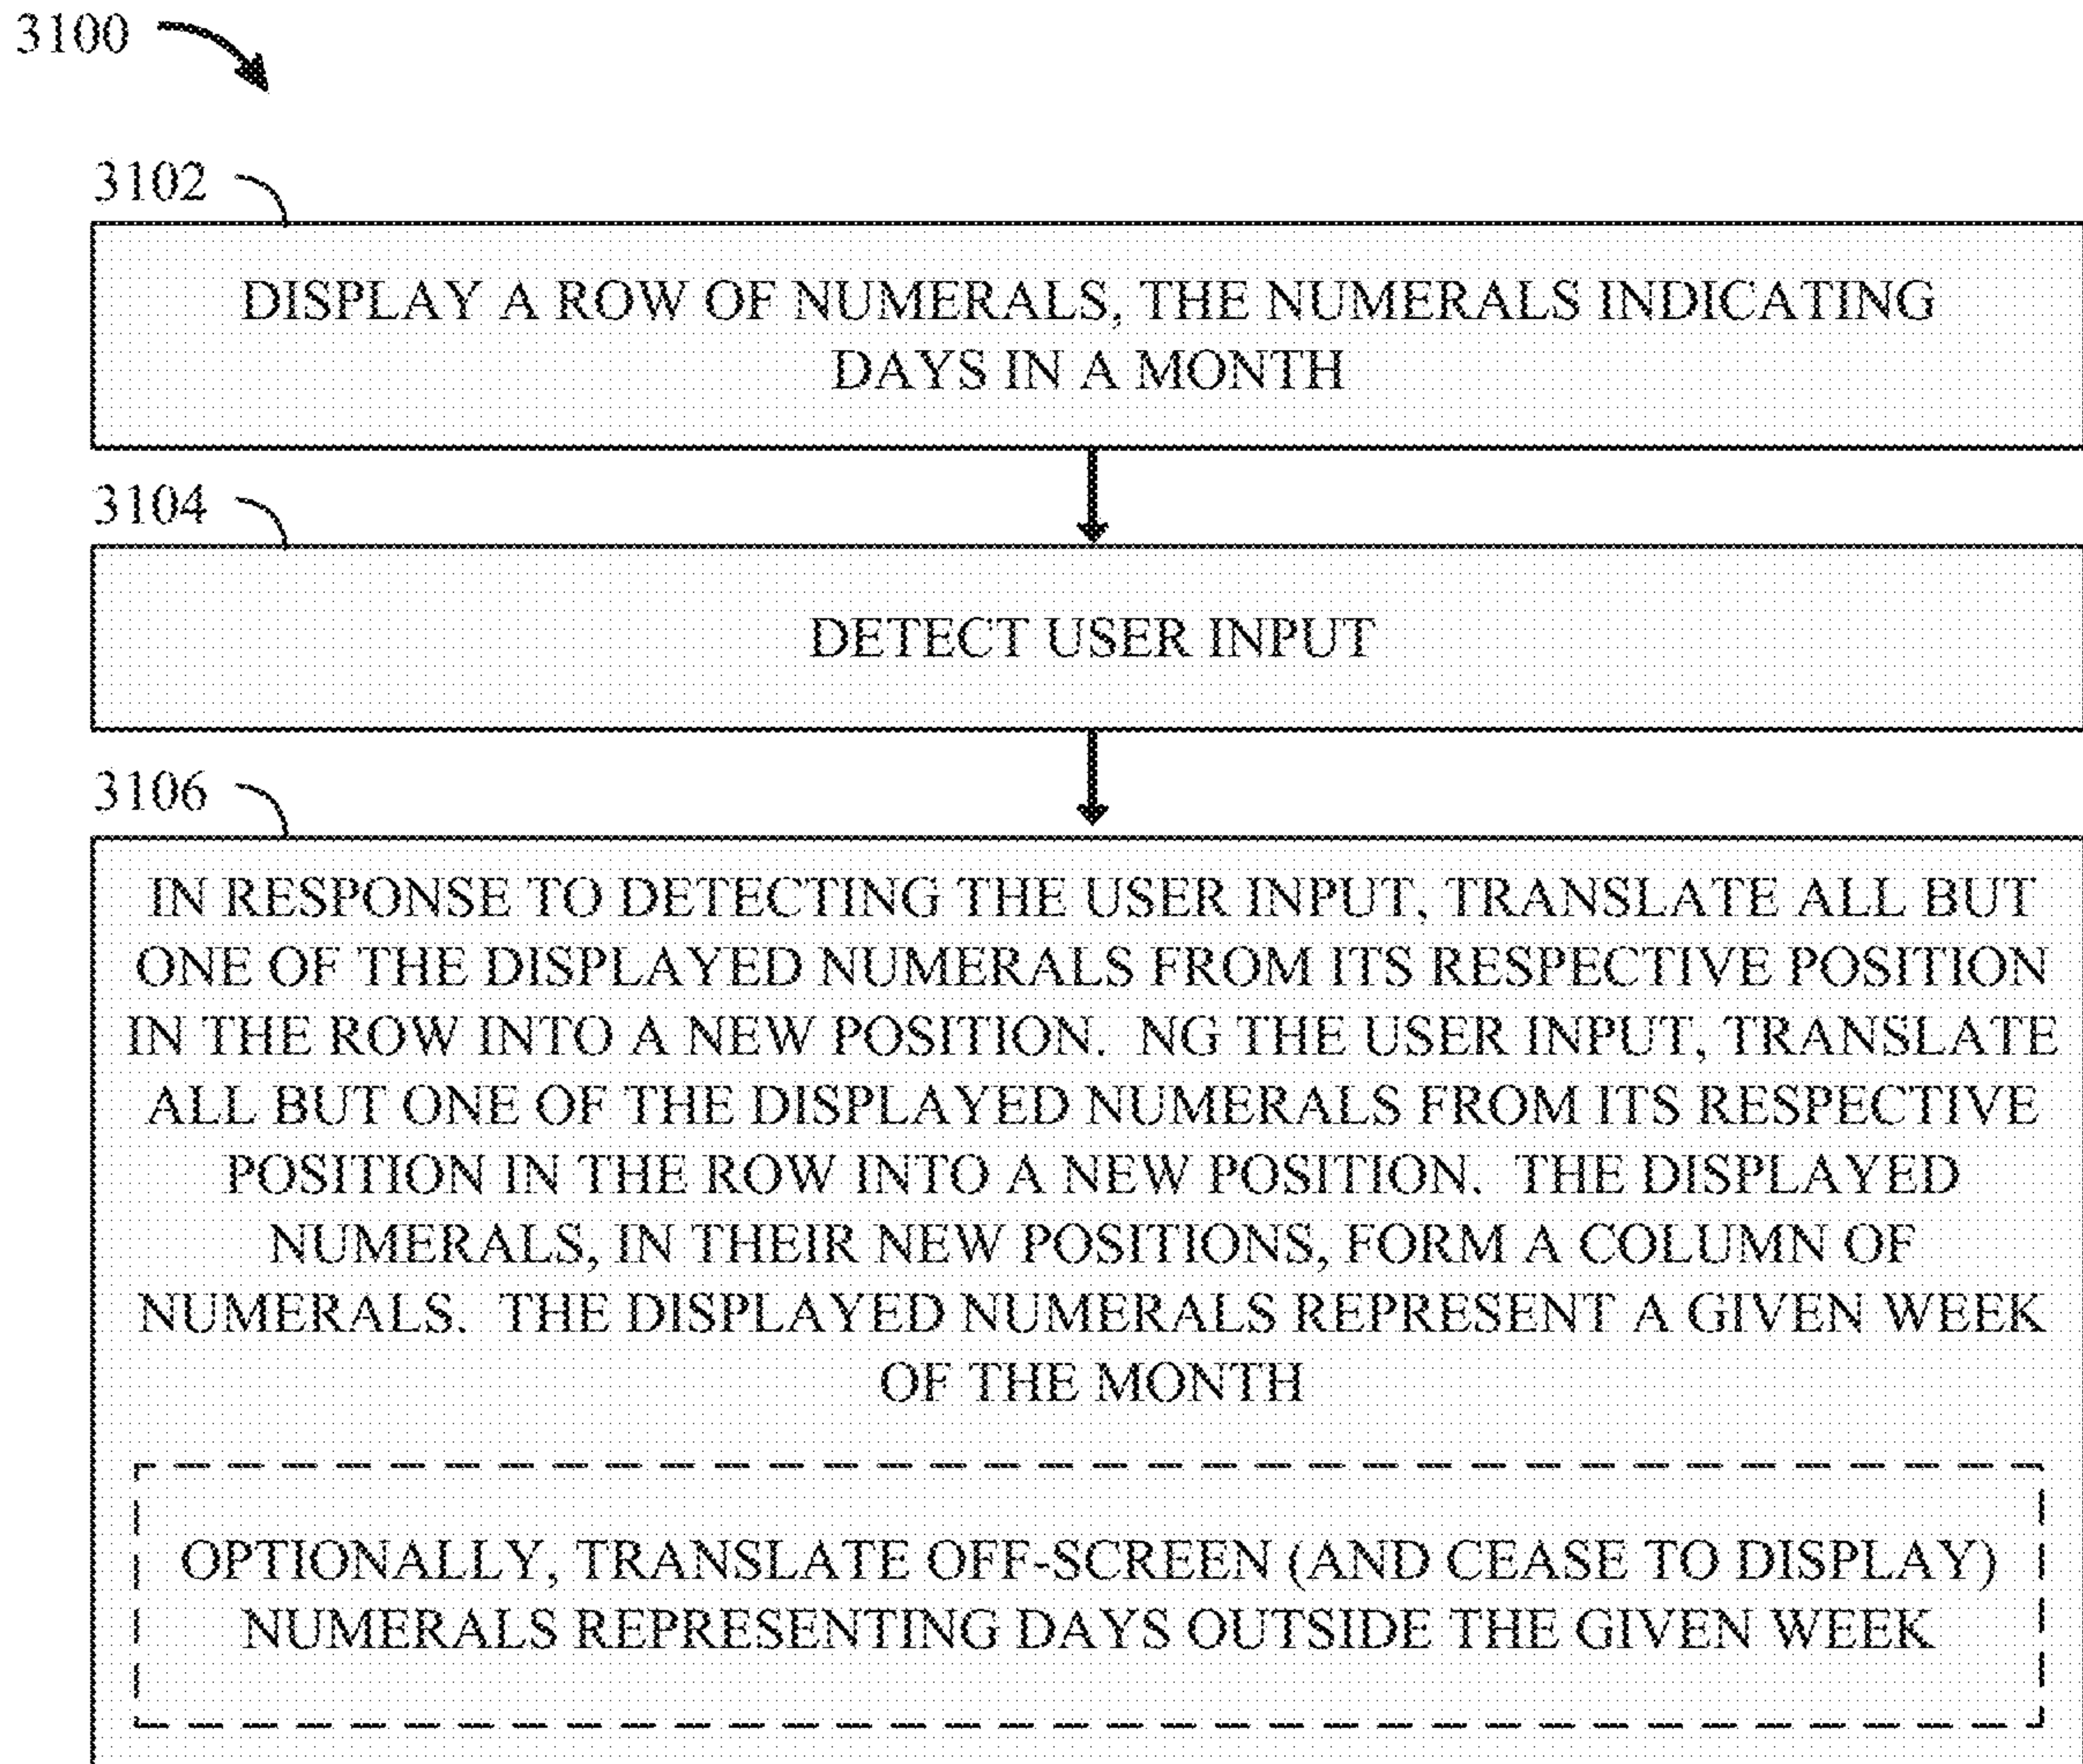 3100
3102
DISPLAY A ROW OF NUMERALS, THE NUMERALS INDICATING
DAYS IN A MONTH
3104
DETECT USER INPUT
3106
IN RESPONSE TO DETECTING THE USER INPUT, TRANSLATE ALL BUT
ONE OF THE DISPLAYED NUMERALS FROM ITS RESPECTIVE POSITION
IN THE ROW INTO A NEW POSITION. NG THE USER INPUT, TRANSLATE
ALL BUT ONE OF THE DISPLAYED NUMERALS FROM ITS RESPECTIVE
POSITION IN THE ROW INTO A NEW POSITION. THE DISPLAYED
NUMERALS, IN THEIR NEW POSITIONS, FORM A COLUMN OF
NUMERALS. THE DISPLAYED NUMERALS REPRESENT A GIVEN WEEK
OF THE MONTH
OPTIONALLY, TRANSLATE OFF-SCREEN (AND CEASE TO DISPLAY)
NUMERALS REPRESENTING DAYS OUTSIDE THE GIVEN WEEK